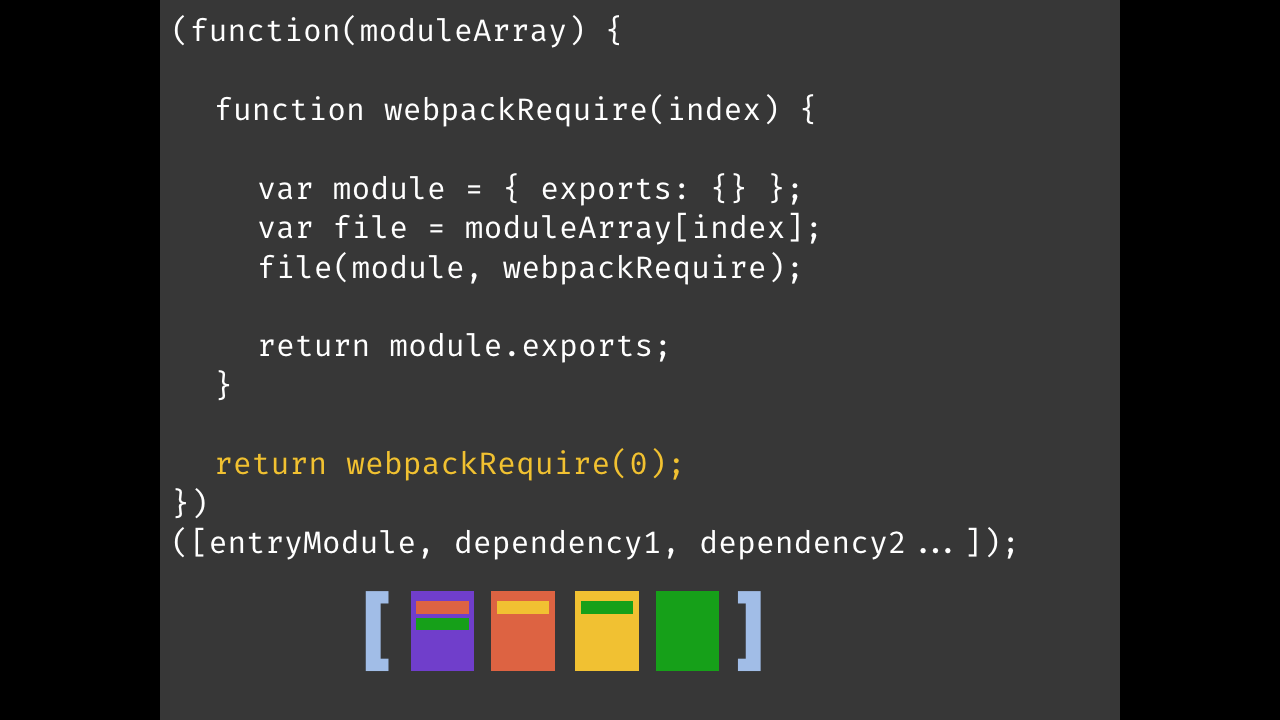 (function(moduleArray) {
function webpackRequire(index) {
var module = { exports: {} };
var file = moduleArray[index];
file(module, webpackRequire);
return module.exports;
}
return webpackRequire(0);
})
([entryModule, dependency1, dependency2 ... ]);
[ ]